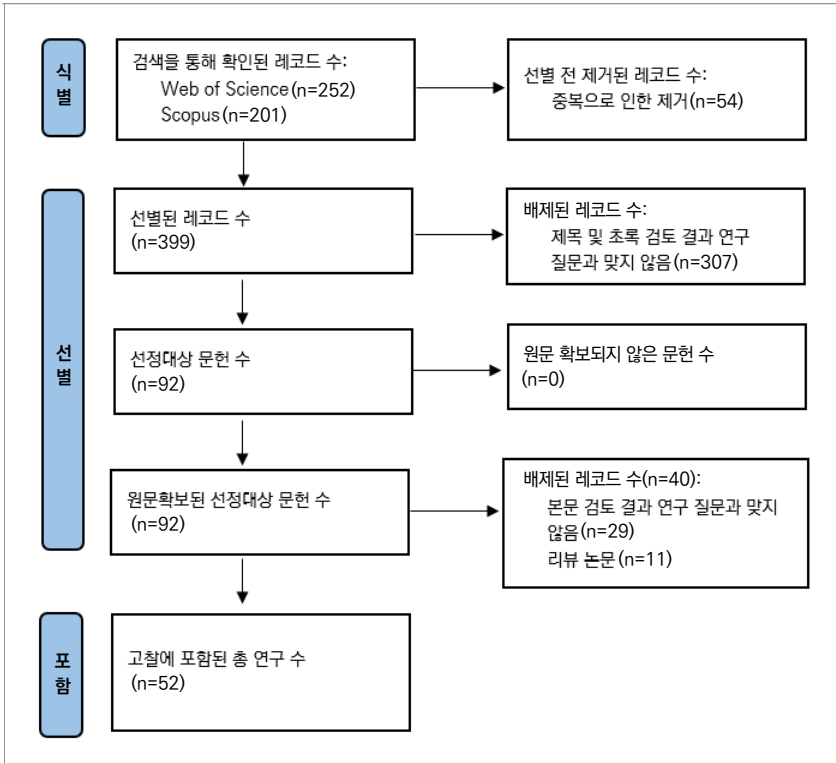 식별
검색을 통해 확인된 레코드 수:
Web of Science(n=252)
Scopus(n=201)
선별 전 제거된 레코드 수:
중복으로 인한 제거(n=54)
선별
선별된 레코드 수
(n=399)
배제된 레코드 수:
제목 및 초록 검토 결과 연구
질문과 맞지 않음(n=307)
선정대상 문헌 수
(n=92)
원문 확보되지 않은 문헌 수
(n=0)
원문확보된 선정대상 문헌 수
(n=92)
배제된 레코드 수(n=40):
본문 검토 결과 연구 질문과 맞지
않음(n=29)
리뷰 논문(n=11)
포함
고찰에 포함된 총 연구 수
(n=52)